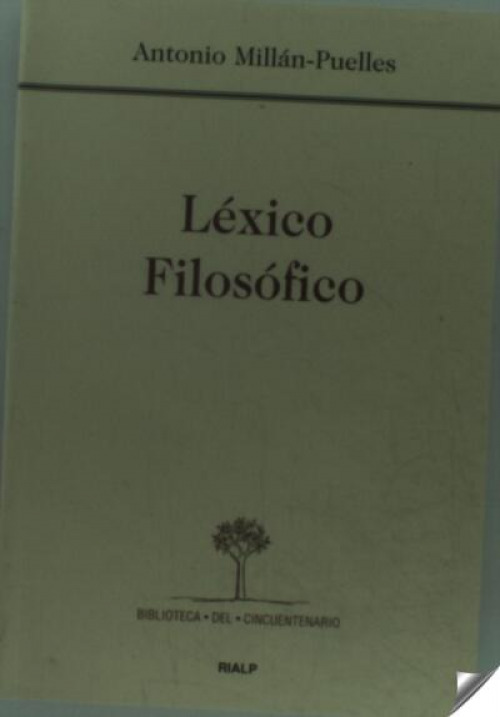 Antonio Millán-Puelles
Léxico
Filosófico
BIBLIOTECA • DEL • CINCUENTENARIO
RIALP